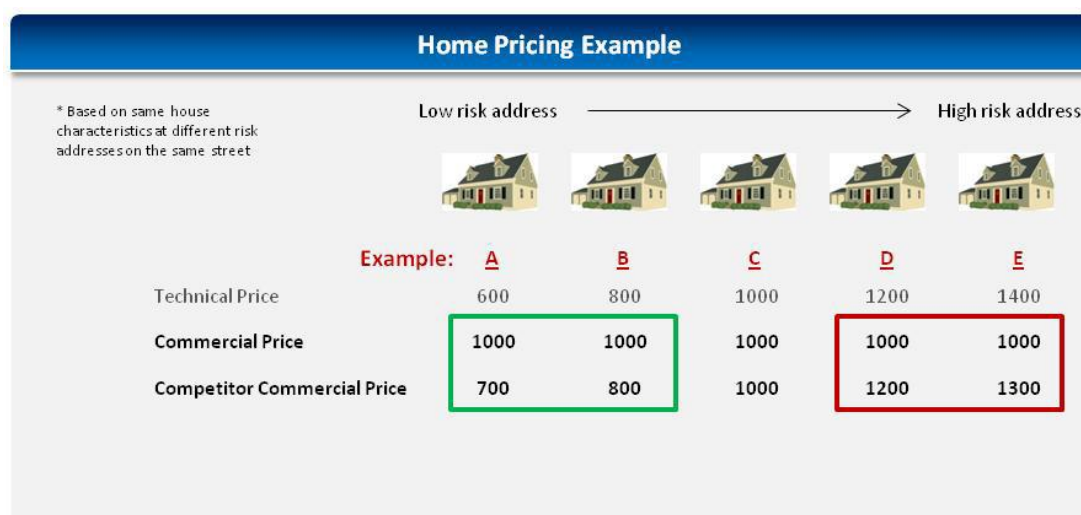 Home Pricing Example
* Based on same house
characteristics at different risk
addresses on the same street
Low risk address
High risk address
Example: A B C D E
Technical Price 600 800 1000 1200 1400
Commercial Price 1000 1000 1000 1000 1000
Competitor Commercial Price 700 800 1000 1200 1300